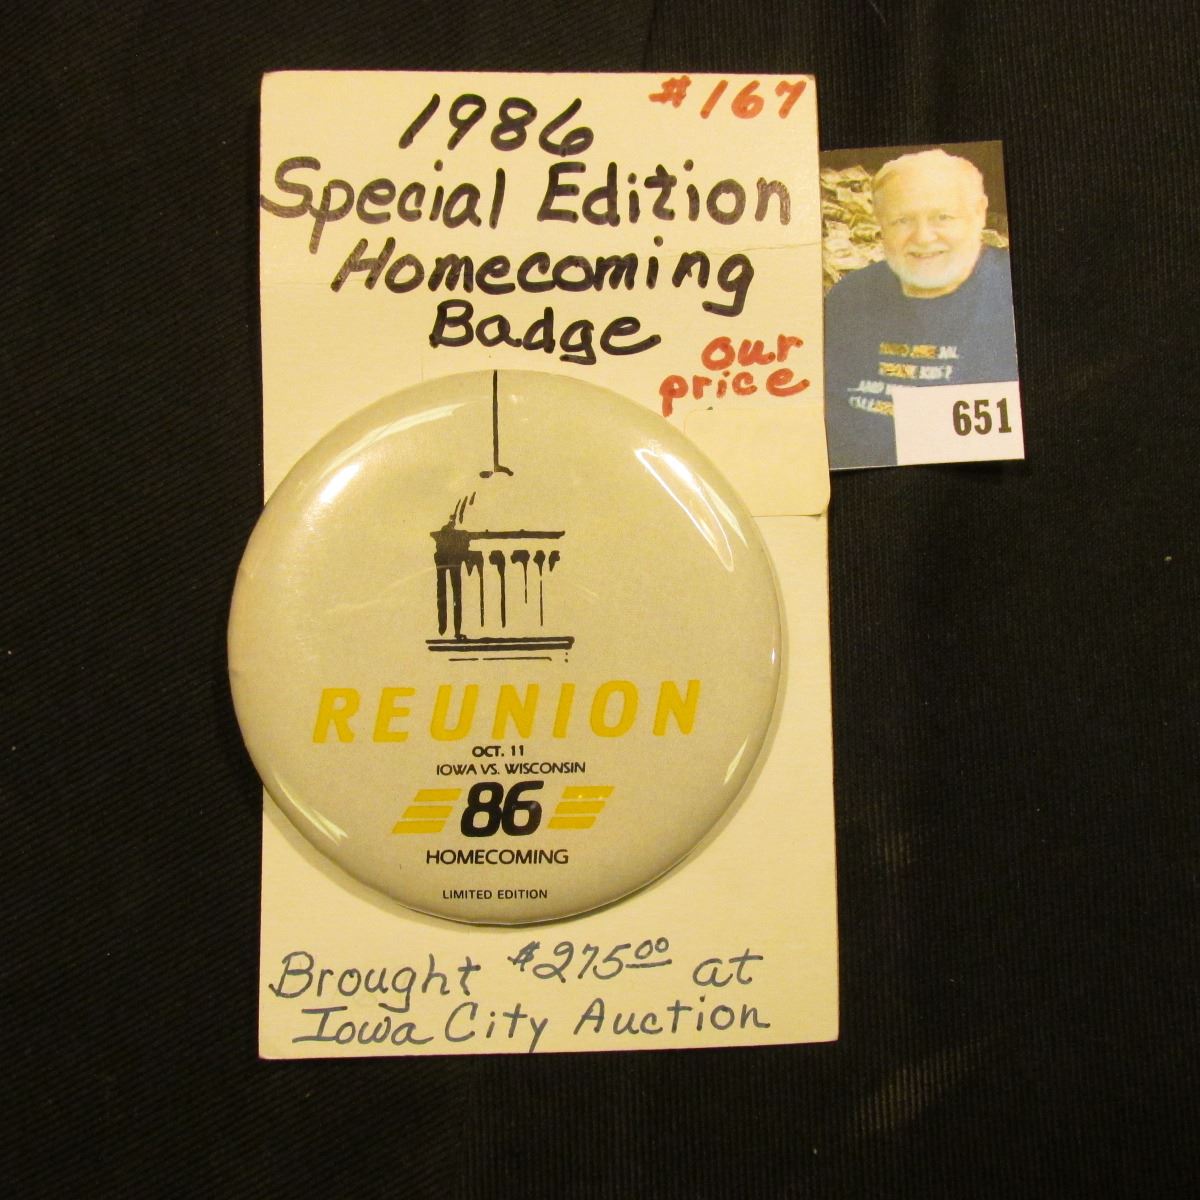 #167
1986
Special Edition
Homecoming
Badge
our
price
651
REUNION
OCT. 11
IOWA VS. WISCONSIN
86
HOMECOMING
LIMITED EDITION
Brought $275.00 at
Iowa City Auction